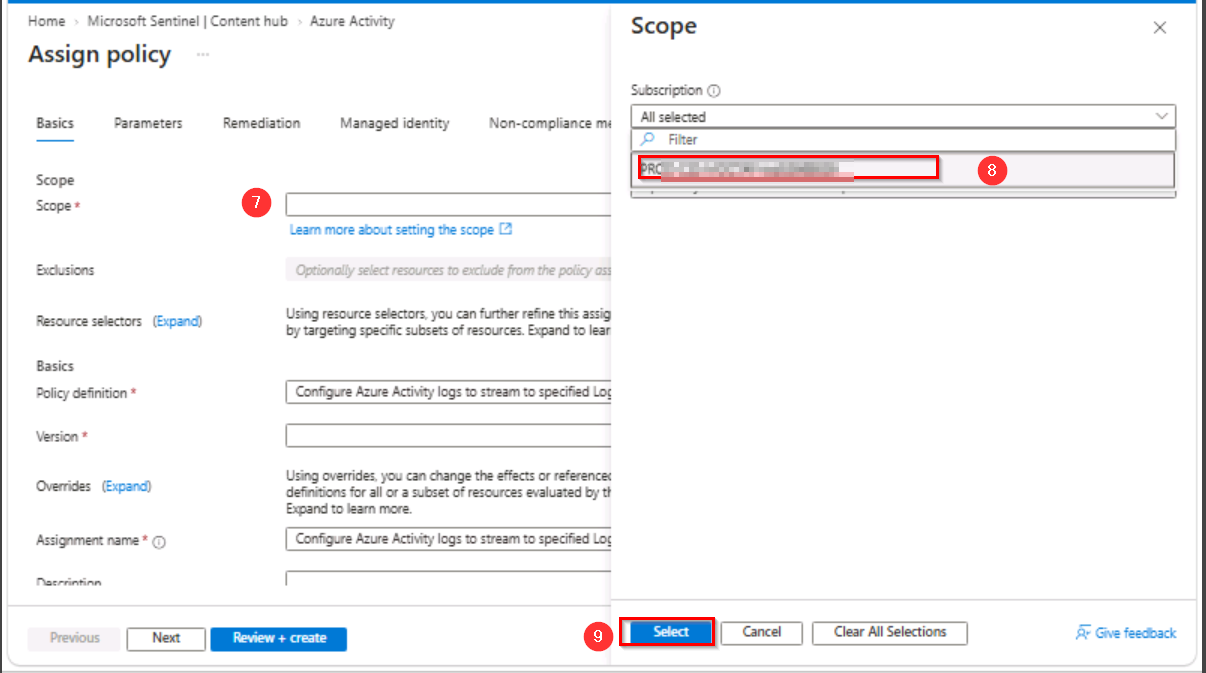 Home > Microsoft Sentinel | Content hub > Azure Activity
Assign policy ...
Basics Parameters Remediation Managed identity Non-compliance me
Scope
Scope *
7
Learn more about setting the scope
Exclusions
Optionally select resources to exclude from the policy ass
Resource selectors (Expand)
Using resource selectors, you can further refine this assig
by targeting specific subsets of resources. Expand to lear
Basics
Policy definition *
Configure Azure Activity logs to stream to specified Log
Version *
Overrides (Expand)
Using overrides, you can change the effects or referenced
definitions for all or a subset of resources evaluated by th
Expand to learn more.
Assignment name *
Configure Azure Activity logs to stream to specified Log
Description
Previous Next Review + create
Scope
Subscription
All selected
Filter
PRO
8
9
Select Cancel Clear All Selections
Give feedback